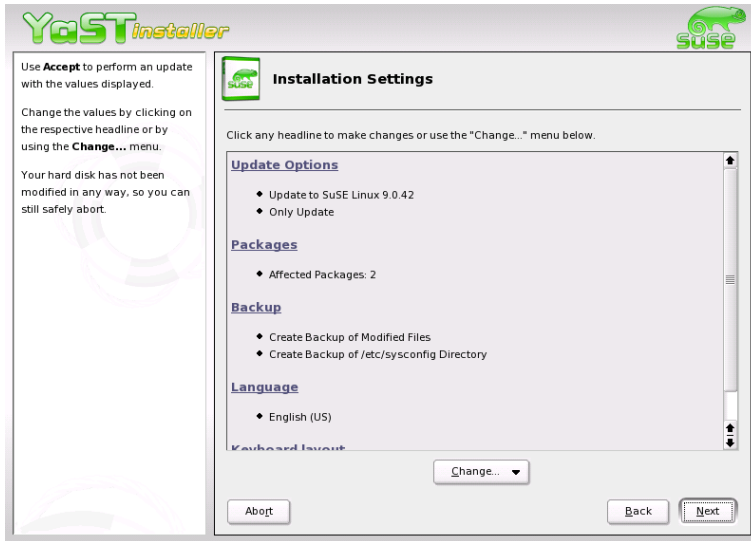 YaST installer
suse
Use Accept to perform an update
with the values displayed.
Change the values by clicking on
the respective headline or by
using the Change... menu.
Your hard disk has not been
modified in any way, so you can
still safely abort.
suse
Installation Settings
Click any headline to make changes or use the "Change..." menu below.
Update Options
Update to SuSE Linux 9.0.42
Only Update
Packages
Affected Packages: 2
Backup
Create Backup of Modified Files
Create Backup of /etc/sysconfig Directory
Language
English (US)
Keyboard layout
Change...
Abort
Back
Next